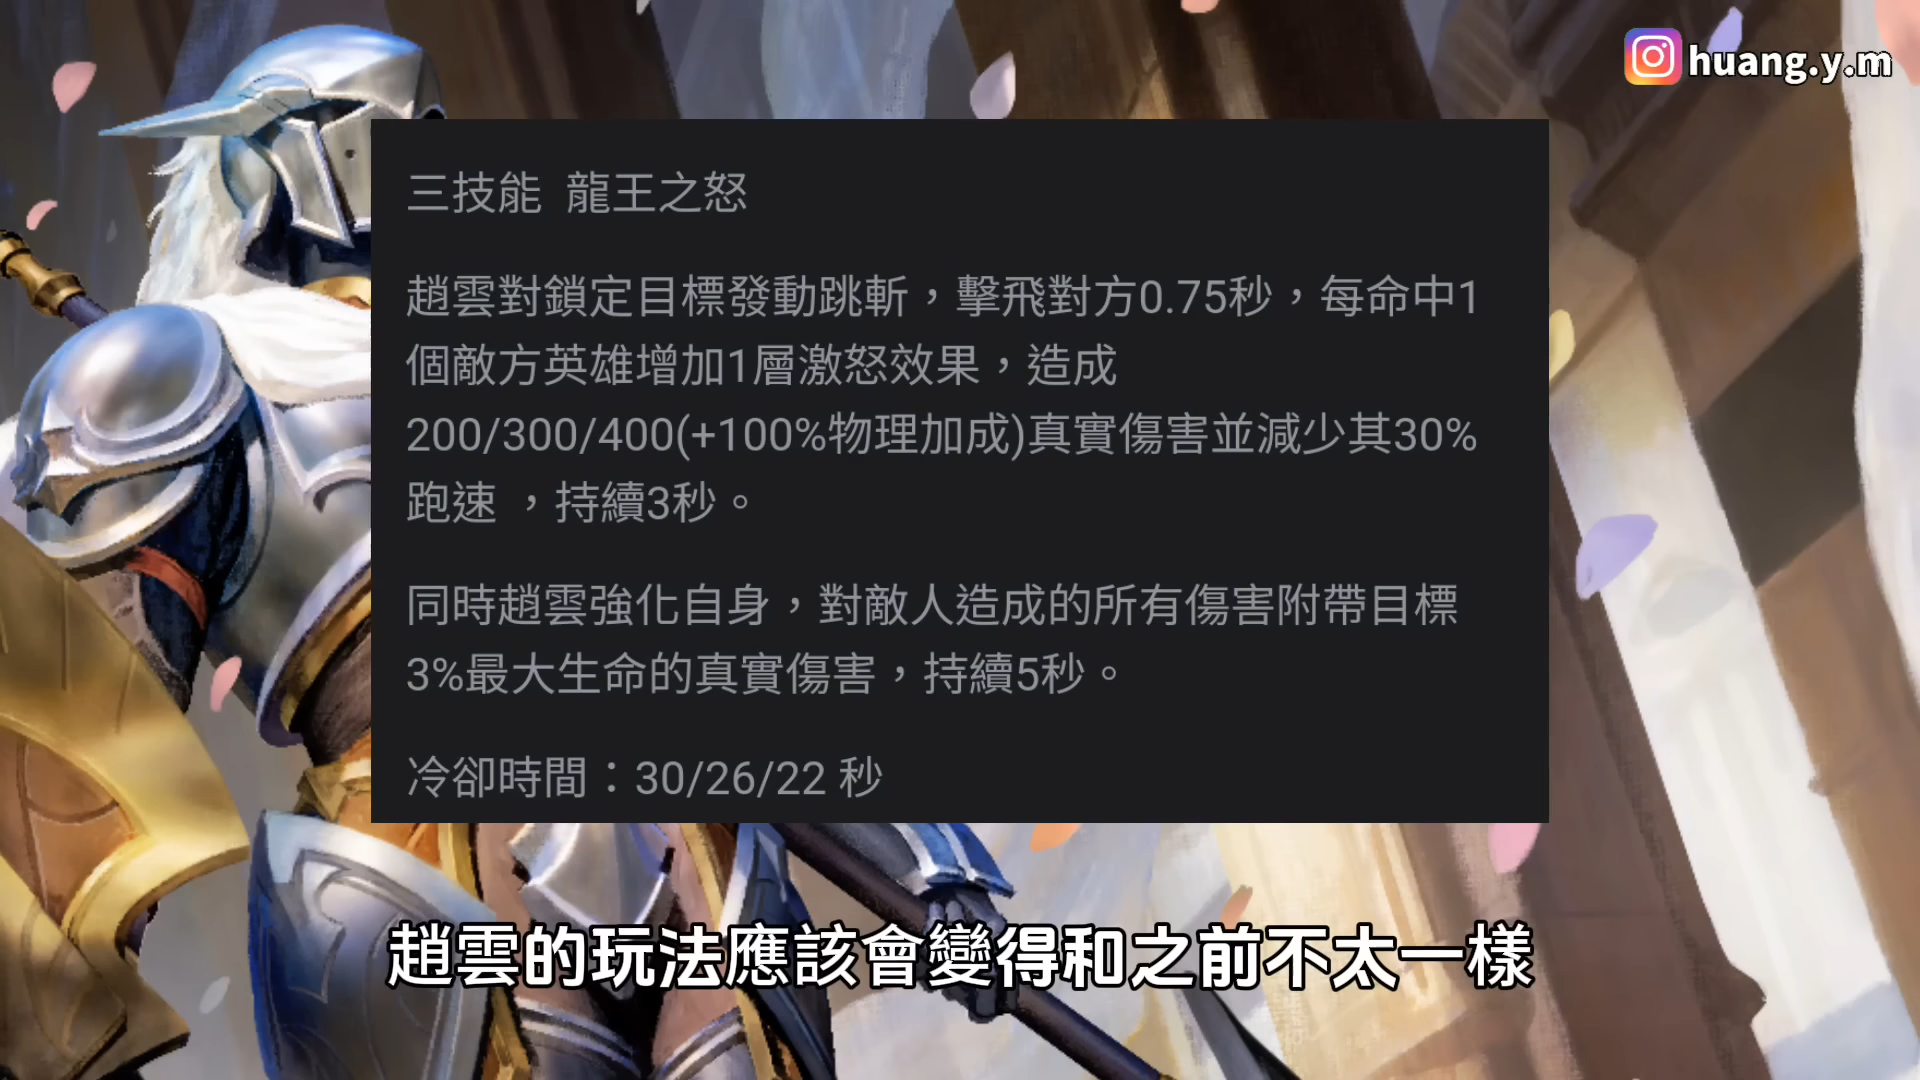 huang.y.m
三技能 龍王之怒
趙雲對鎖定目標發動跳斬，擊飛對方0.75秒，每命中1
個敵方英雄增加1層激怒效果，造成
200/300/400(+100%物理加成)真實傷害並減少其30%
跑速 ，持續3秒。
同時趙雲強化自身，對敵人造成的所有傷害附帶目標
3%最大生命的真實傷害，持續5秒。
冷卻時間：30/26/22 秒
趙雲的玩法應該會變得和之前不太一樣